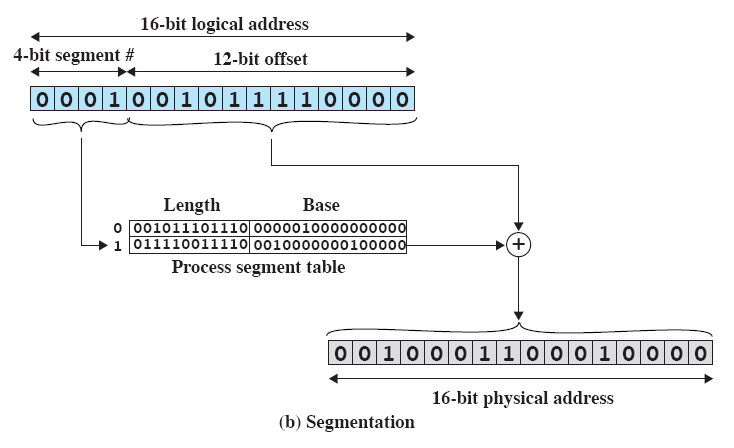 16-bit logical address
4-bit segment # 12-bit offset
0 0 0 1 0 0 1 0 1 1 1 1 0 0 0 0
Length Base
0 001011101110 0000010000000000
1 011110011110 0010000000100000
+
Process segment table
0 0 1 0 0 0 1 1 0 0 0 1 0 0 0 0
16-bit physical address
(b) Segmentation